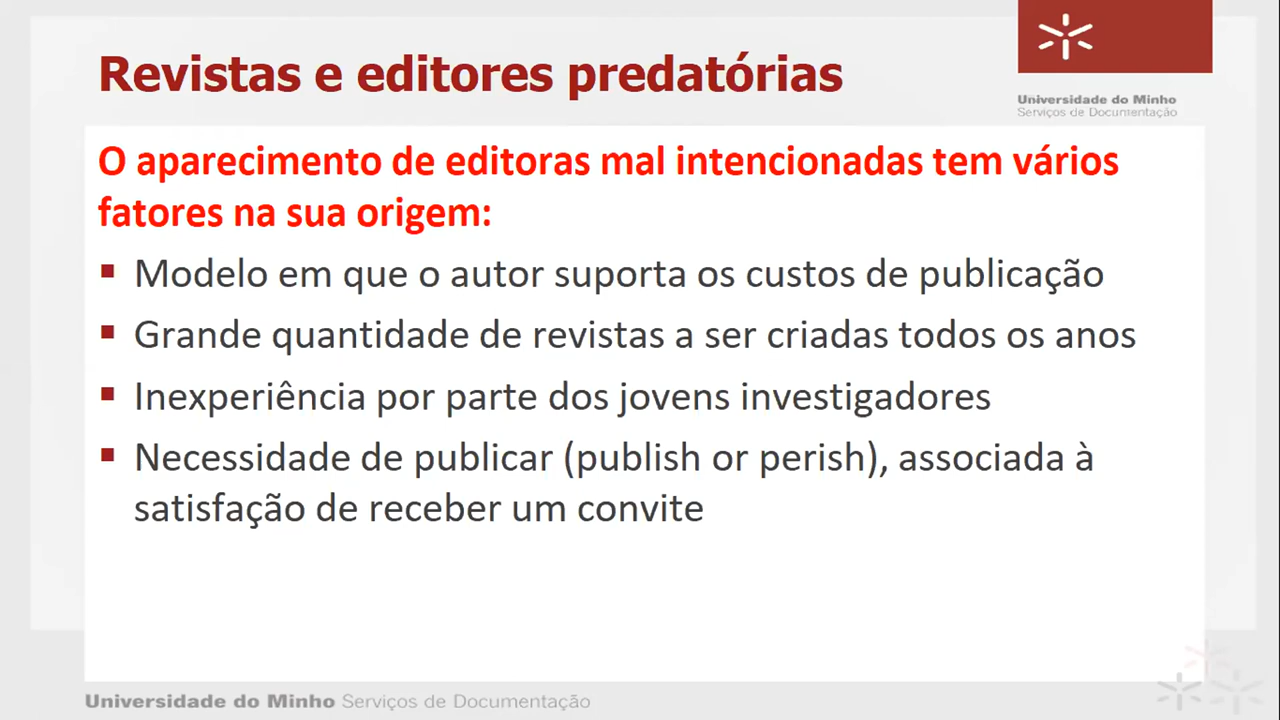 Revistas e editores predatórias
Universidade do Minho
Serviços de Documentação
O aparecimento de editoras mal intencionadas tem vários
fatores na sua origem:
Modelo em que o autor suporta os custos de publicação
Grande quantidade de revistas a ser criadas todos os anos
Inexperiência por parte dos jovens investigadores
Necessidade de publicar (publish or perish), associada à
satisfação de receber um convite
Universidade do Minho Serviços de Documentação